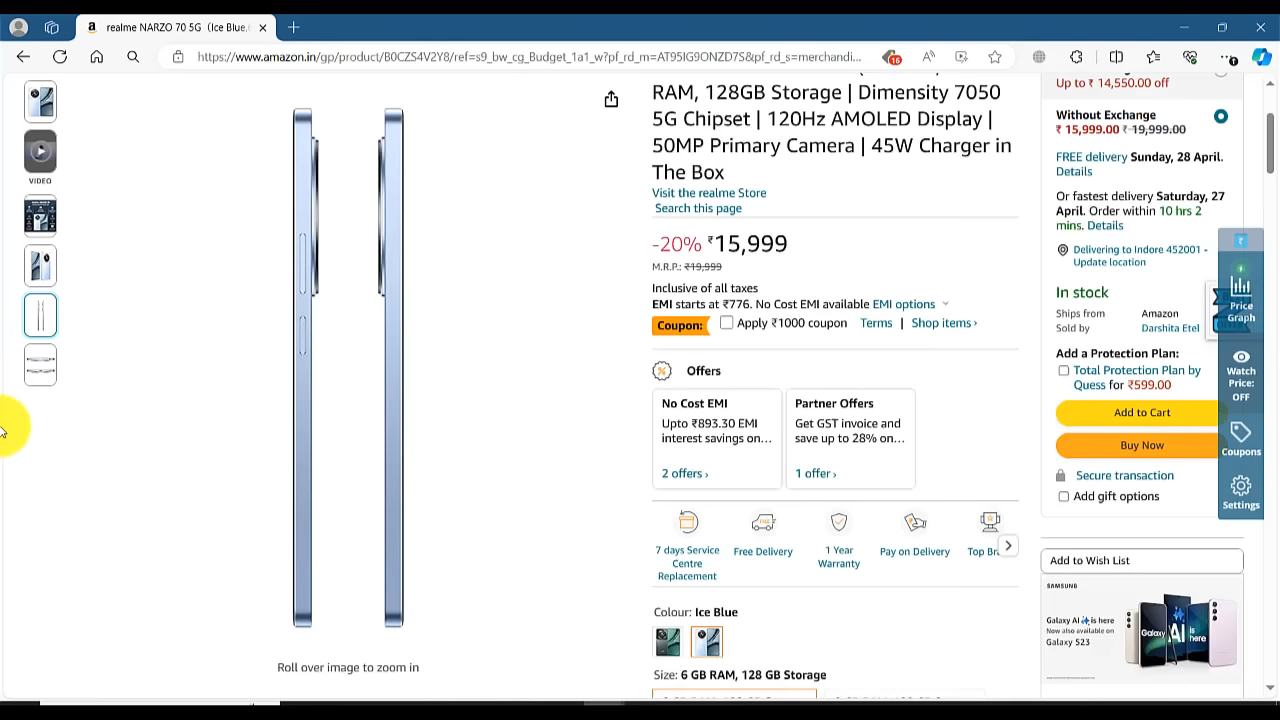 realme NARZO 70 5G (Ice Blue,
https://www.amazon.in/gp/product/B0CZS4V2Y8/ref=s9_bw_cg_Budget_1a1_w?pf_rd_m=AT95IG9ONZD7S&pf_rd_s=merchandi...
16
VIDEO
RAM, 128GB Storage | Dimensity 7050
5G Chipset | 120Hz AMOLED Display |
50MP Primary Camera | 45W Charger in
The Box
Visit the realme Store
Search this page
-20% ₹15,999
M.R.P.: ₹19,999
Inclusive of all taxes
EMI starts at ₹776. No Cost EMI available EMI options
Coupon: Apply ₹1000 coupon Terms | Shop items›
Offers
No Cost EMI
Upto ₹893.30 EMI
interest savings on...
2 offers›
Partner Offers
Get GST invoice and
save up to 28% on...
1 offer›
7 days Service
Centre
Replacement
Free Delivery
1 Year
Warranty
Pay on Delivery
Top
Colour: Ice Blue
Size: 6 GB RAM, 128 GB Storage
Roll over image to zoom in
Up to ₹ 14,550.00 off
Without Exchange
₹ 15,999.00 ₹ 19,999.00
FREE delivery Sunday, 28 April.
Details
Or fastest delivery Saturday, 27
April. Order within 10 hrs 2
mins. Details
Delivering to Indore 452001 -
Update location
In stock
Ships from Amazon
Sold by Darshita Etel
Add a Protection Plan:
Total Protection Plan by
Quess for ₹599.00
Add to Cart
Buy Now
Secure transaction
Add gift options
₹
Price
Graph
Watch
Price:
OFF
Coupons
Settings
Add to Wish List
SAMSUNG
Galaxy AI is here
Now also available on
Galaxy S23
Galaxy AI is here